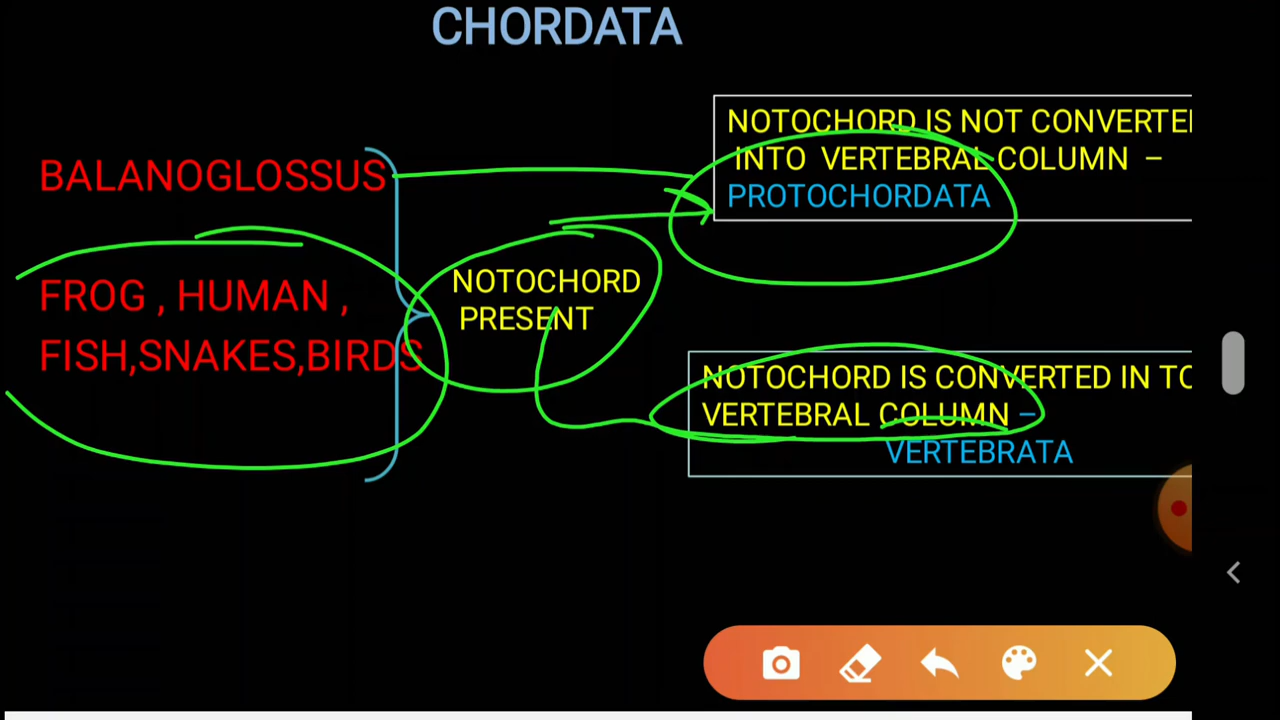 CHORDATA
BALANOGLOSSUS
FROG , HUMAN ,
FISH,SNAKES,BIRDS
NOTOCHORD
PRESENT
NOTOCHORD IS NOT CONVERTE
INTO VERTEBRAL COLUMN –
PROTOCHORDATA
NOTOCHORD IS CONVERTED IN TO
VERTEBRAL COLUMN –
VERTEBRATA